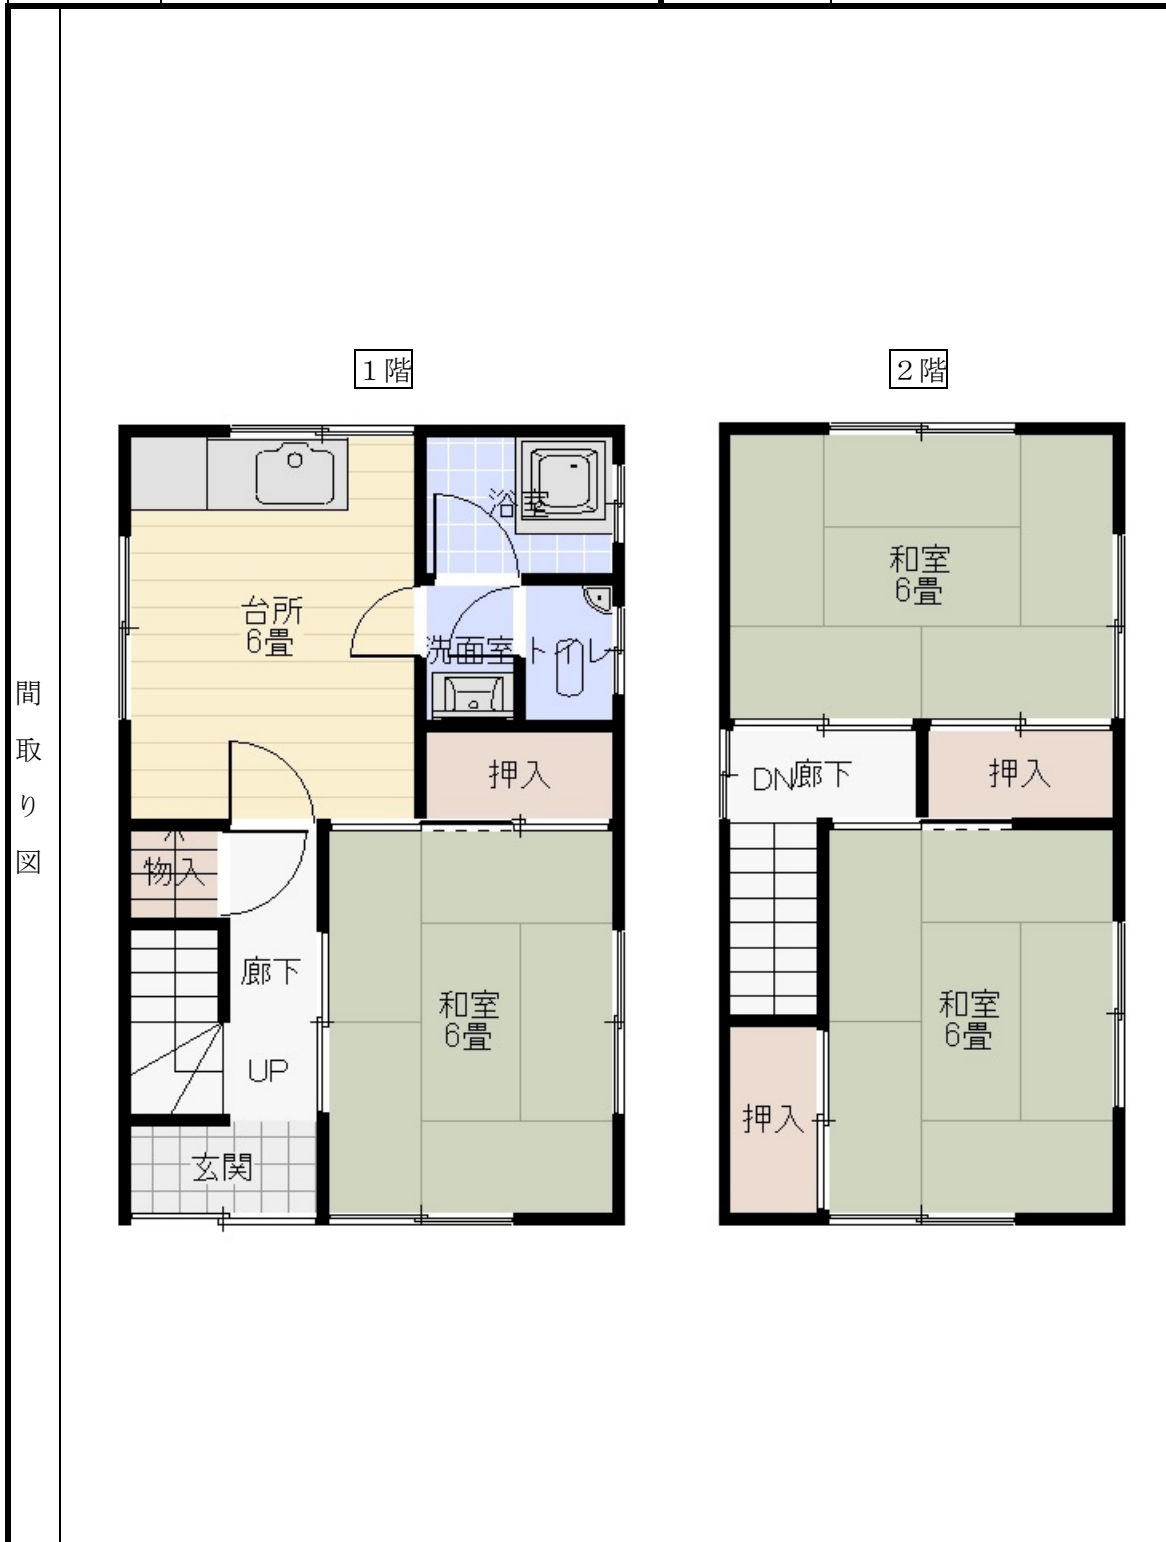 間取り図
１階
台所
6畳
浴室
洗面室
トイレ
押入
物入
廊下
和室
6畳
UP
玄関
２階
和室
6畳
DN
廊下
押入
和室
6畳
押入